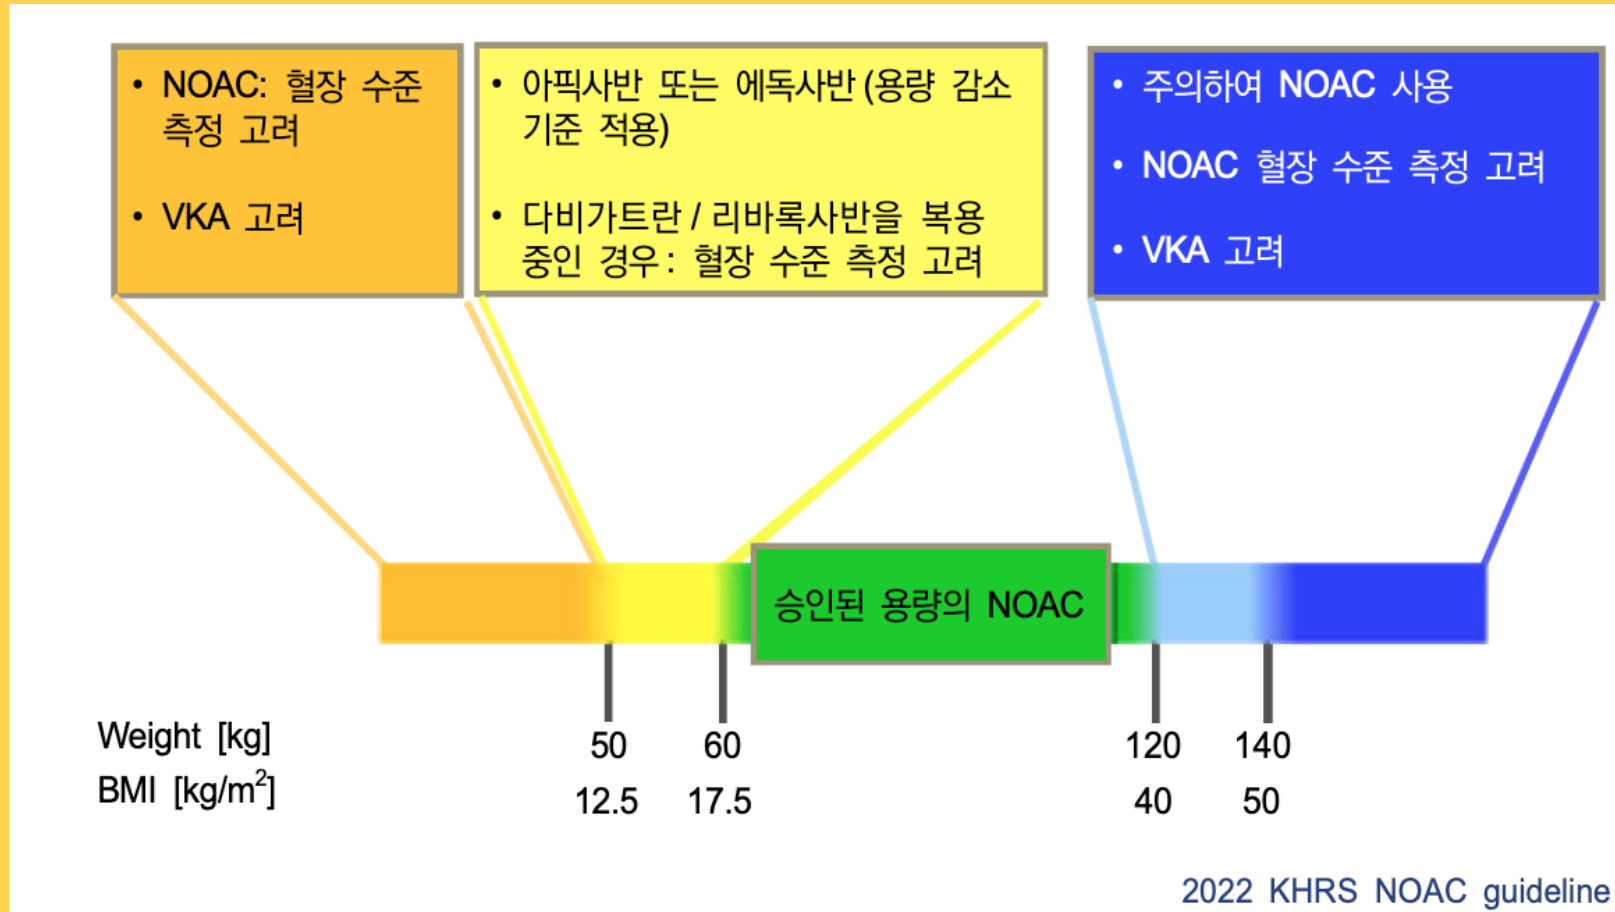 • NOAC: 혈장 수준
측정 고려
• VKA 고려
• 아픽사반 또는 에독사반 (용량 감소
기준 적용)
• 다비가트란 / 리바록사반을 복용
중인 경우: 혈장 수준 측정 고려
• 주의하여 NOAC 사용
• NOAC 혈장 수준 측정 고려
• VKA 고려
승인된 용량의 NOAC
Weight [kg] 50 60 120 140
BMI [kg/m²] 12.5 17.5 40 50
2022 KHRS NOAC guideline